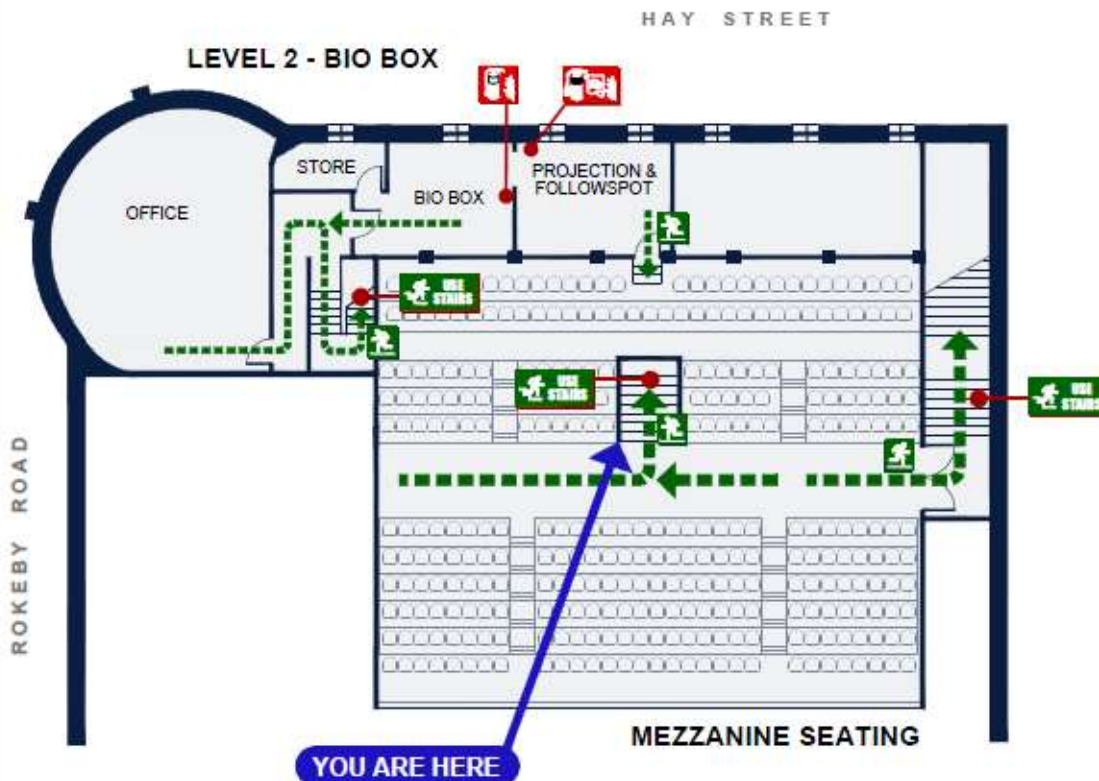 HAY STREET
LEVEL 2 - BIO BOX
STORE
PROJECTION &
FOLLOWSPOT
BIO BOX
OFFICE
USE
STAIRS
USE
STAIRS
USE
STAIRS
ROKEBY ROAD
MEZZANINE SEATING
YOU ARE HERE